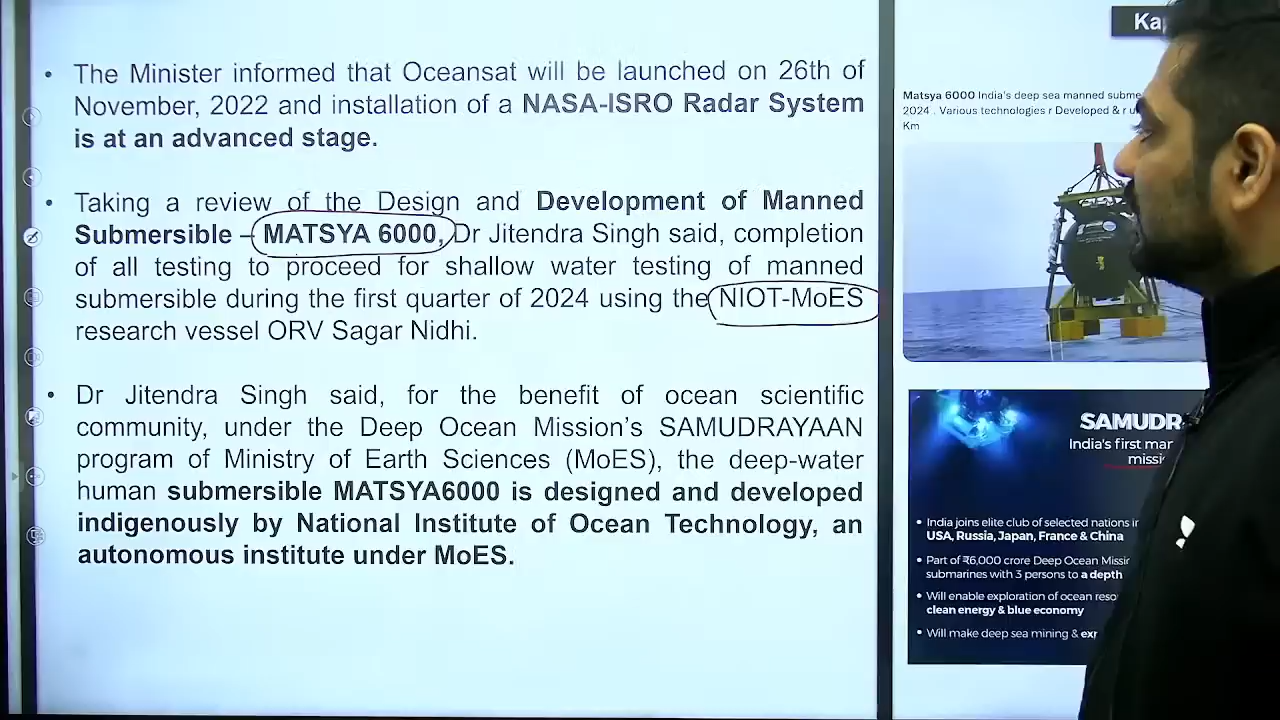 • The Minister informed that Oceansat will be launched on 26th of
November, 2022 and installation of a NASA-ISRO Radar System
is at an advanced stage.
• Taking a review of the Design and Development of Manned
Submersible – MATSYA 6000, Dr Jitendra Singh said, completion
of all testing to proceed for shallow water testing of manned
submersible during the first quarter of 2024 using the NIOT-MoES
research vessel ORV Sagar Nidhi.
• Dr Jitendra Singh said, for the benefit of ocean scientific
community, under the Deep Ocean Mission's SAMUDRAYAAN
program of Ministry of Earth Sciences (MoES), the deep-water
human submersible MATSYA6000 is designed and developed
indigenously by National Institute of Ocean Technology, an
autonomous institute under MoES.
Matsya 6000 India's deep sea manned
2024 . Various technologies r Developed & r
Km
India's first
• India joins elite club of selected nations
USA, Russia, Japan, France & China
• Part of ₹6,000 crore Deep Ocean
submarines with 3 persons to a depth
• Will enable exploration of ocean
clean energy & blue economy
• Will make deep sea mining &